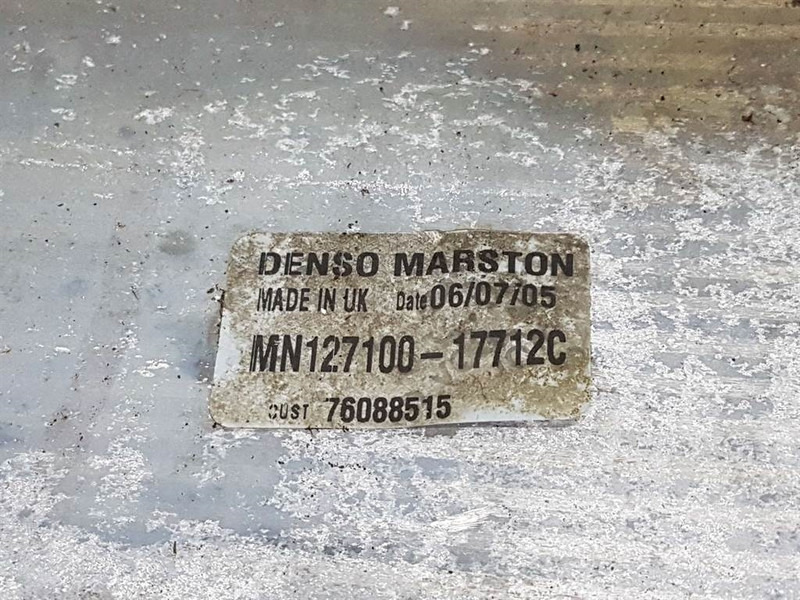 DENSO MARSTON
MADE IN UK Date 06/07/05
MN127100-17712C
CUST 76088515